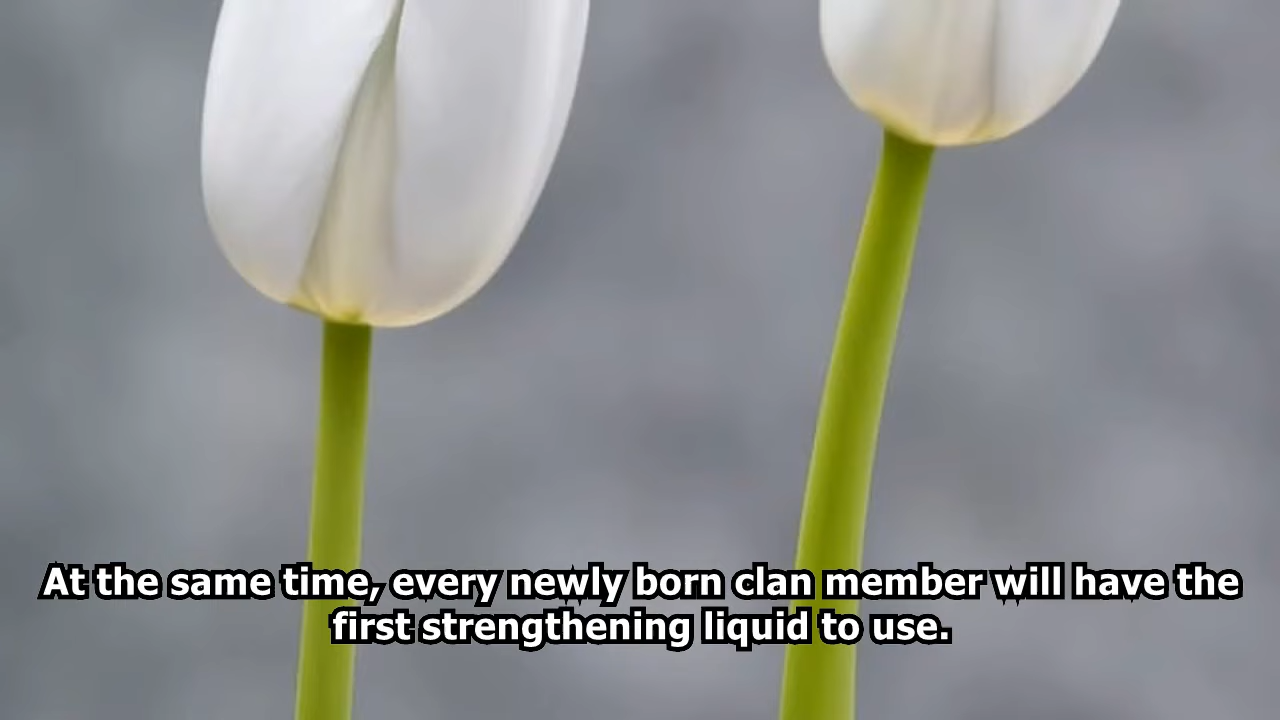 At the same time, every newly born clan member will have the
first strengthening liquid to use.